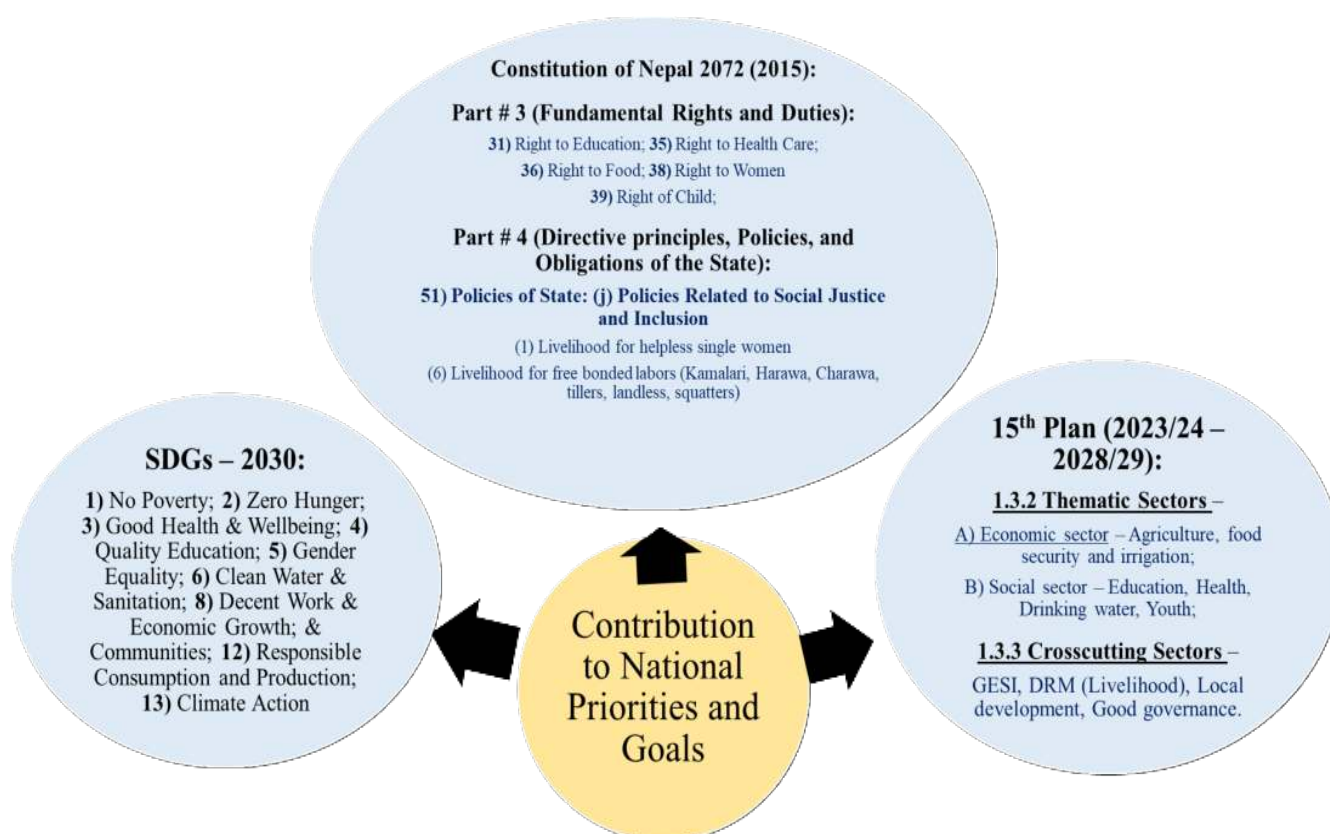 Constitution of Nepal 2072 (2015):
Part # 3 (Fundamental Rights and Duties):
31) Right to Education; 35) Right to Health Care;
36) Right to Food; 38) Right to Women
39) Right of Child;
Part # 4 (Directive principles, Policies, and
Obligations of the State):
51) Policies of State: (j) Policies Related to Social Justice
and Inclusion
(1) Livelihood for helpless single women
(6) Livelihood for free bonded labors (Kamalari, Harawa, Charawa,
tillers, landless, squatters)
SDGs – 2030:
1) No Poverty; 2) Zero Hunger;
3) Good Health & Wellbeing; 4)
Quality Education; 5) Gender
Equality; 6) Clean Water &
Sanitation; 8) Decent Work &
Economic Growth; &
Communities; 12) Responsible
Consumption and Production;
13) Climate Action
Contribution
to National
Priorities and
Goals
15th Plan (2023/24 –
2028/29):
1.3.2 Thematic Sectors –
A) Economic sector – Agriculture, food
security and irrigation;
B) Social sector – Education, Health,
Drinking water, Youth;
1.3.3 Crosscutting Sectors –
GESI, DRM (Livelihood), Local
development, Good governance.